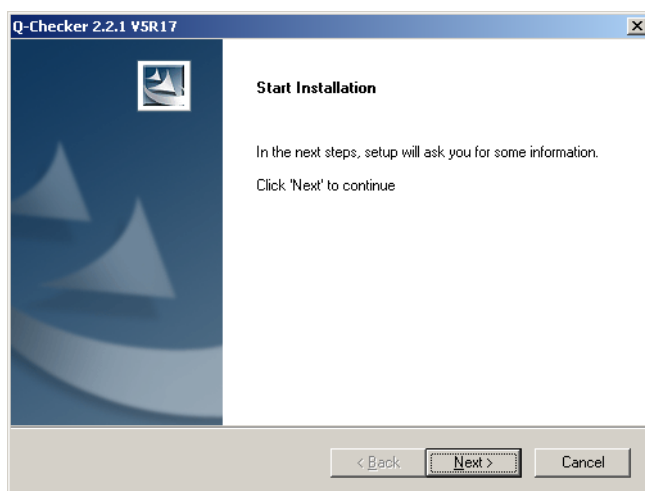 Q-Checker 2.2.1 V5R17
Start Installation
In the next steps, setup will ask you for some information.
Click 'Next' to continue
< Back
Next >
Cancel